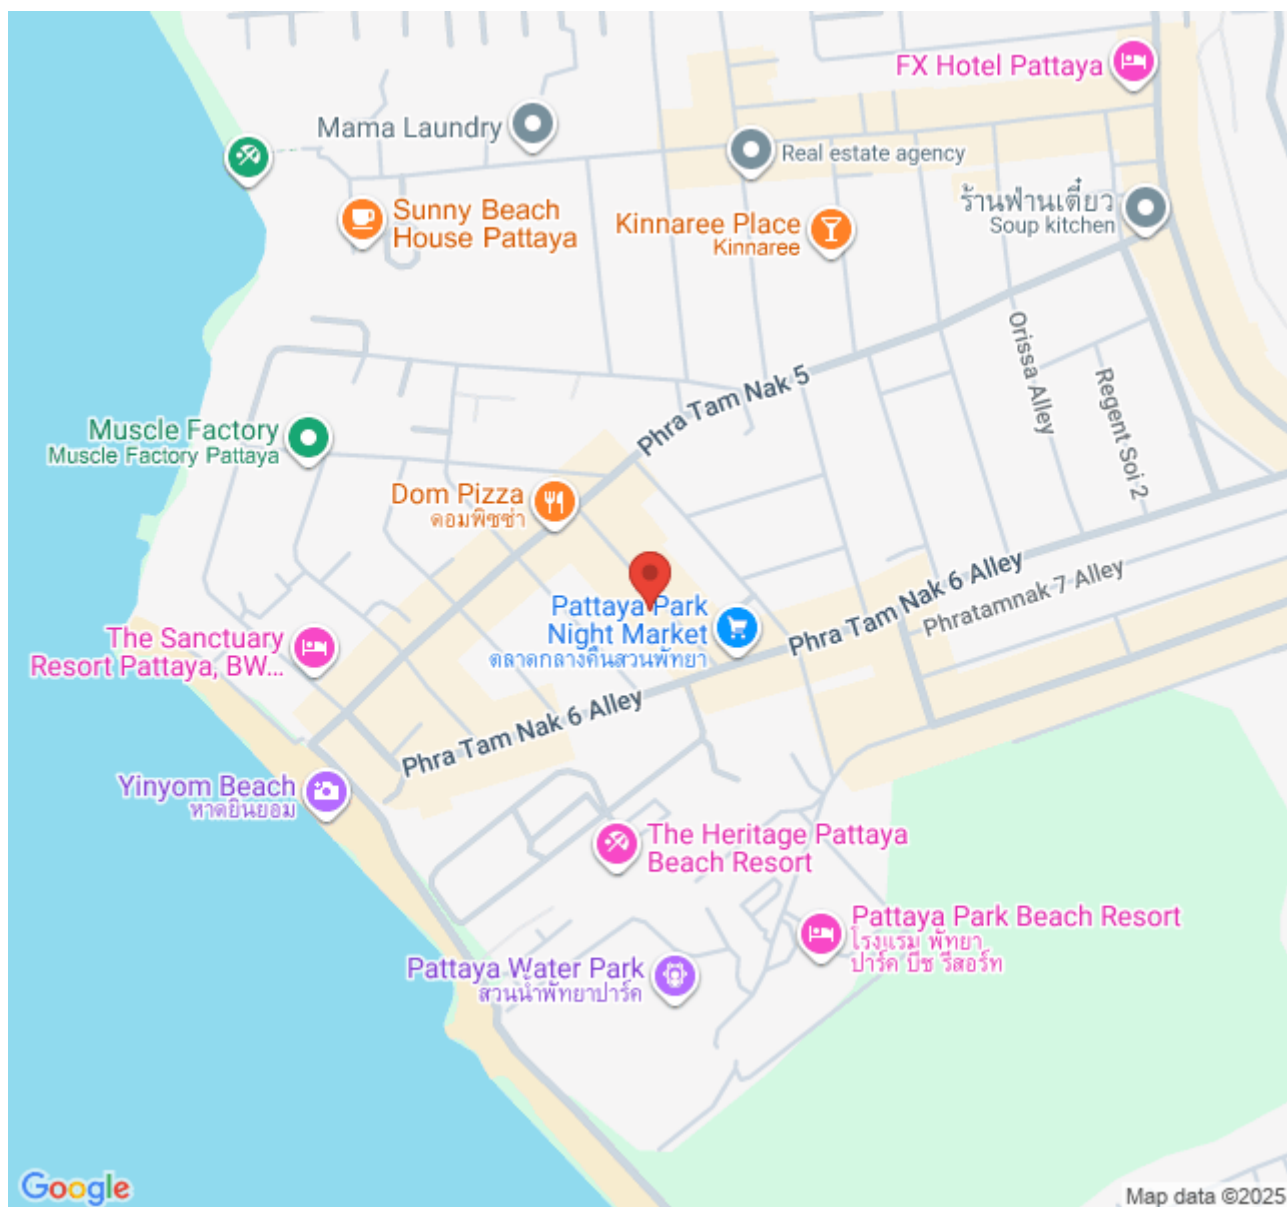 FX Hotel Pattaya
Mama Laundry
Real estate agency
ร้านฟานเตี๋ยว
Soup kitchen
Sunny Beach
House Pattaya
Kinnaree Place
Kinnaree
Orissa Alley
Regent Soi 2
Phra Tam Nak 5
Muscle Factory
Muscle Factory Pattaya
Dom Pizza
ดอมพิซซ่า
Phra Tam Nak 6 Alley
Phratamnak 7 Alley
Pattaya Park
Night Market
ตลาดกลางคืนสวนพัทยา
The Sanctuary
Resort Pattaya, BW...
Phra Tam Nak 6 Alley
Yinyom Beach
หาดยินยอม
The Heritage Pattaya
Beach Resort
Pattaya Park Beach Resort
โรงแรม พัทยา
ปาร์ค บีช รีสอร์ท
Pattaya Water Park
สวนน้ำพัทยาปาร์ค
Google
Map data ©2025